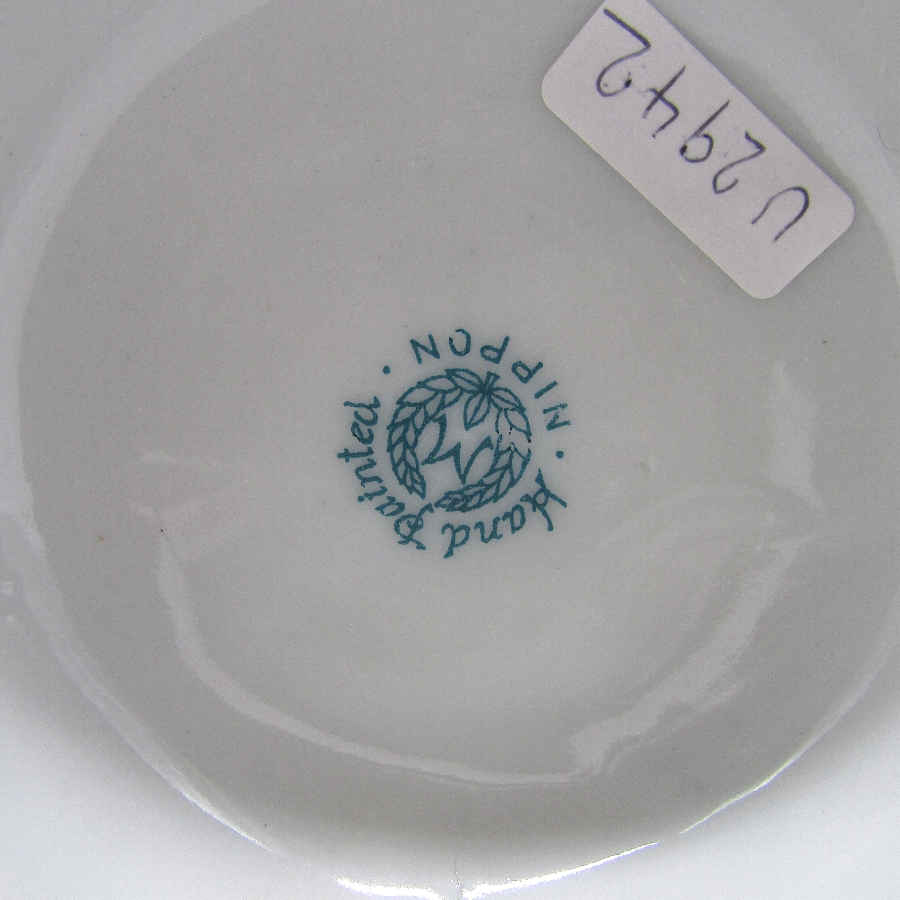 Hand painted
NIPPON
M
U2942